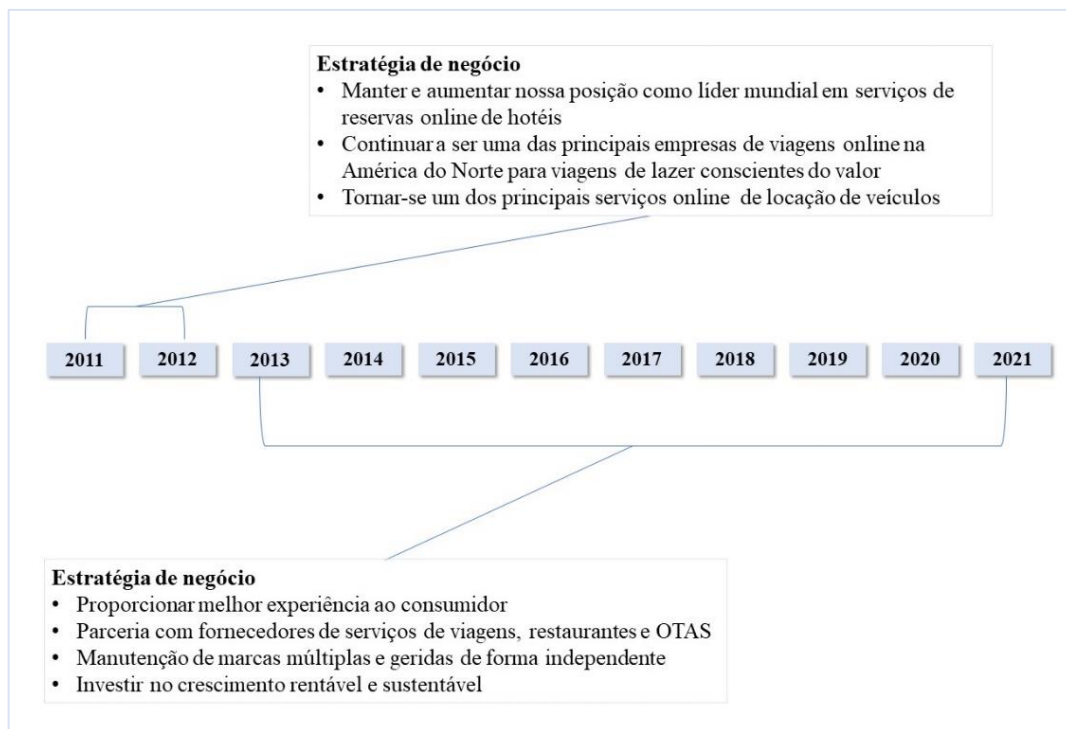 Estratégia de negócio
• Manter e aumentar nossa posição como líder mundial em serviços de
reservas online de hotéis
• Continuar a ser uma das principais empresas de viagens online na
América do Norte para viagens de lazer conscientes do valor
• Tornar-se um dos principais serviços online de locação de veículos
2011 2012 2013 2014 2015 2016 2017 2018 2019 2020 2021
Estratégia de negócio
• Proporcionar melhor experiência ao consumidor
• Parceria com fornecedores de serviços de viagens, restaurantes e OTAS
• Manutenção de marcas múltiplas e geridas de forma independente
• Investir no crescimento rentável e sustentável